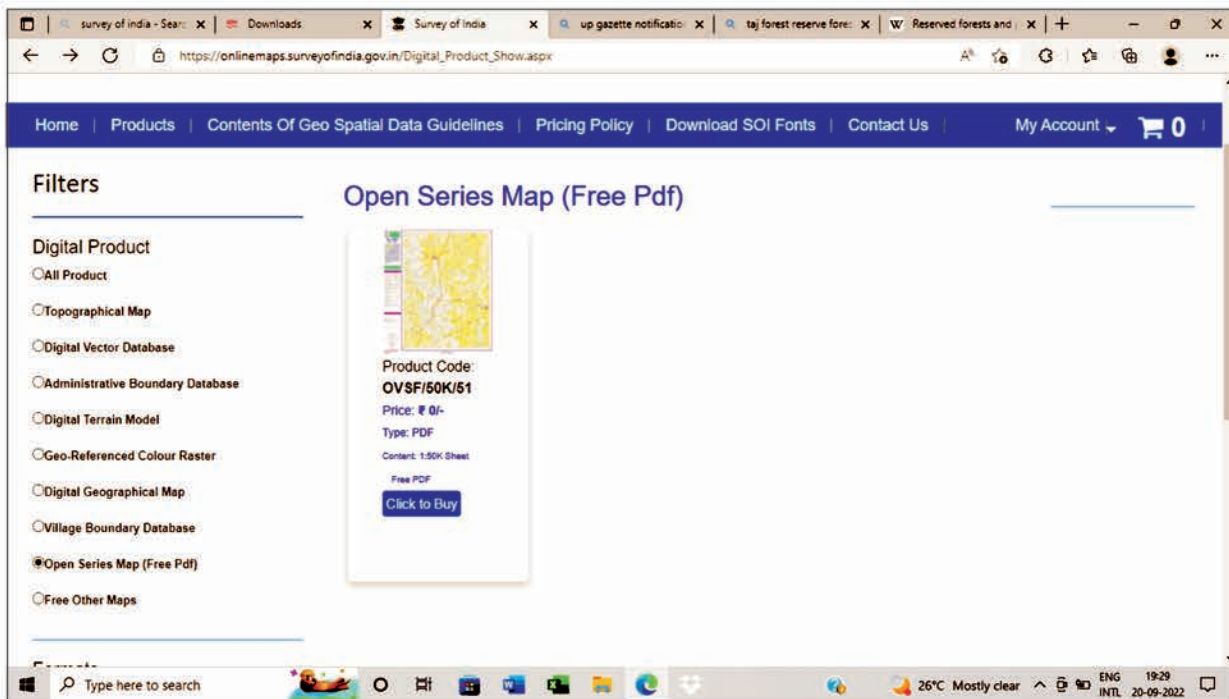 survey of india - Sear
Downloads
Survey of India
up gazette notificatio
taj forest reserve fore
W Reserved forests and
https://onlinemaps.surveyofindia.gov.in/Digital_Product_Show.aspx
Home | Products | Contents Of Geo Spatial Data Guidelines | Pricing Policy | Download SOI Fonts | Contact Us | My Account 0
Filters
Open Series Map (Free Pdf)
Digital Product
All Product
Topographical Map
Digital Vector Database
Administrative Boundary Database
Digital Terrain Model
Geo-Referenced Colour Raster
Digital Geographical Map
Village Boundary Database
Open Series Map (Free Pdf)
Free Other Maps
Product Code:
OVSF/50K/51
Price: ₹ 0/-
Type: PDF
Content: 1:50K Sheet
Free PDF
Click to Buy
Type here to search
26°C Mostly clear
ENG
INTL
19:29
20-09-2022